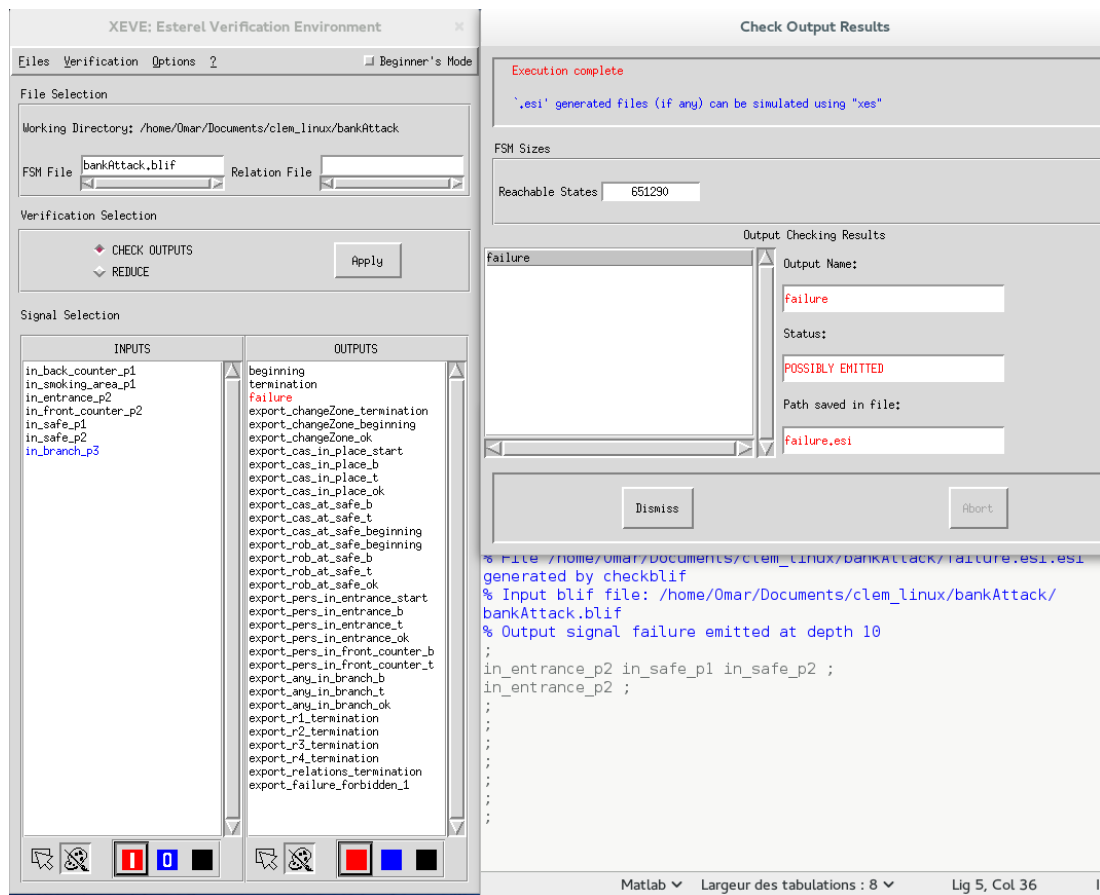 XEVE: Esterel Verification Environment
Files Verification Options ? Beginner's Mode
File Selection
Working Directory: /home/Omar/Documents/clem_linux/bankAttack
FSM File bankAttack.blif Relation File
Verification Selection
CHECK OUTPUTS
REDUCE
Apply
Signal Selection
INPUTS
in_back_counter_p1
in_smoking_area_p1
in_entrance_p2
in_front_counter_p2
in_safe_p1
in_safe_p2
in_branch_p3
OUTPUTS
beginning
termination
failure
export_changeZone_termination
export_changeZone_beginning
export_changeZone_ok
export_cas_in_place_start
export_cas_in_place_b
export_cas_in_place_t
export_cas_in_place_ok
export_cas_at_safe_b
export_cas_at_safe_t
export_cas_at_safe_beginning
export_rob_at_safe_beginning
export_rob_at_safe_b
export_rob_at_safe_t
export_rob_at_safe_ok
export_pers_in_entrance_start
export_pers_in_entrance_b
export_pers_in_entrance_t
export_pers_in_entrance_ok
export_pers_in_front_counter_b
export_pers_in_front_counter_t
export_any_in_branch_b
export_any_in_branch_t
export_any_in_branch_ok
export_r1_termination
export_r2_termination
export_r3_termination
export_r4_termination
export_relations_termination
export_failure_forbidden_1
Check Output Results
Execution complete
`.esi' generated files (if any) can be simulated using "xes"
FSM Sizes
Reachable States 651290
Output Checking Results
failure
Output Name:
failure
Status:
POSSIBLY EMITTED
Path saved in file:
failure.esi
Dismiss
Abort
% File /home/Omar/Documents/clem_linux/bankAttack/failure.esi.esi
generated by checkblif
% Input blif file: /home/Omar/Documents/clem_linux/bankAttack/
bankAttack.blif
% Output signal failure emitted at depth 10
;
in_entrance_p2 in_safe_p1 in_safe_p2 ;
in_entrance_p2 ;
;
;
;
;
;
;
;
Matlab Largeur des tabulations : 8 Lig 5, Col 36